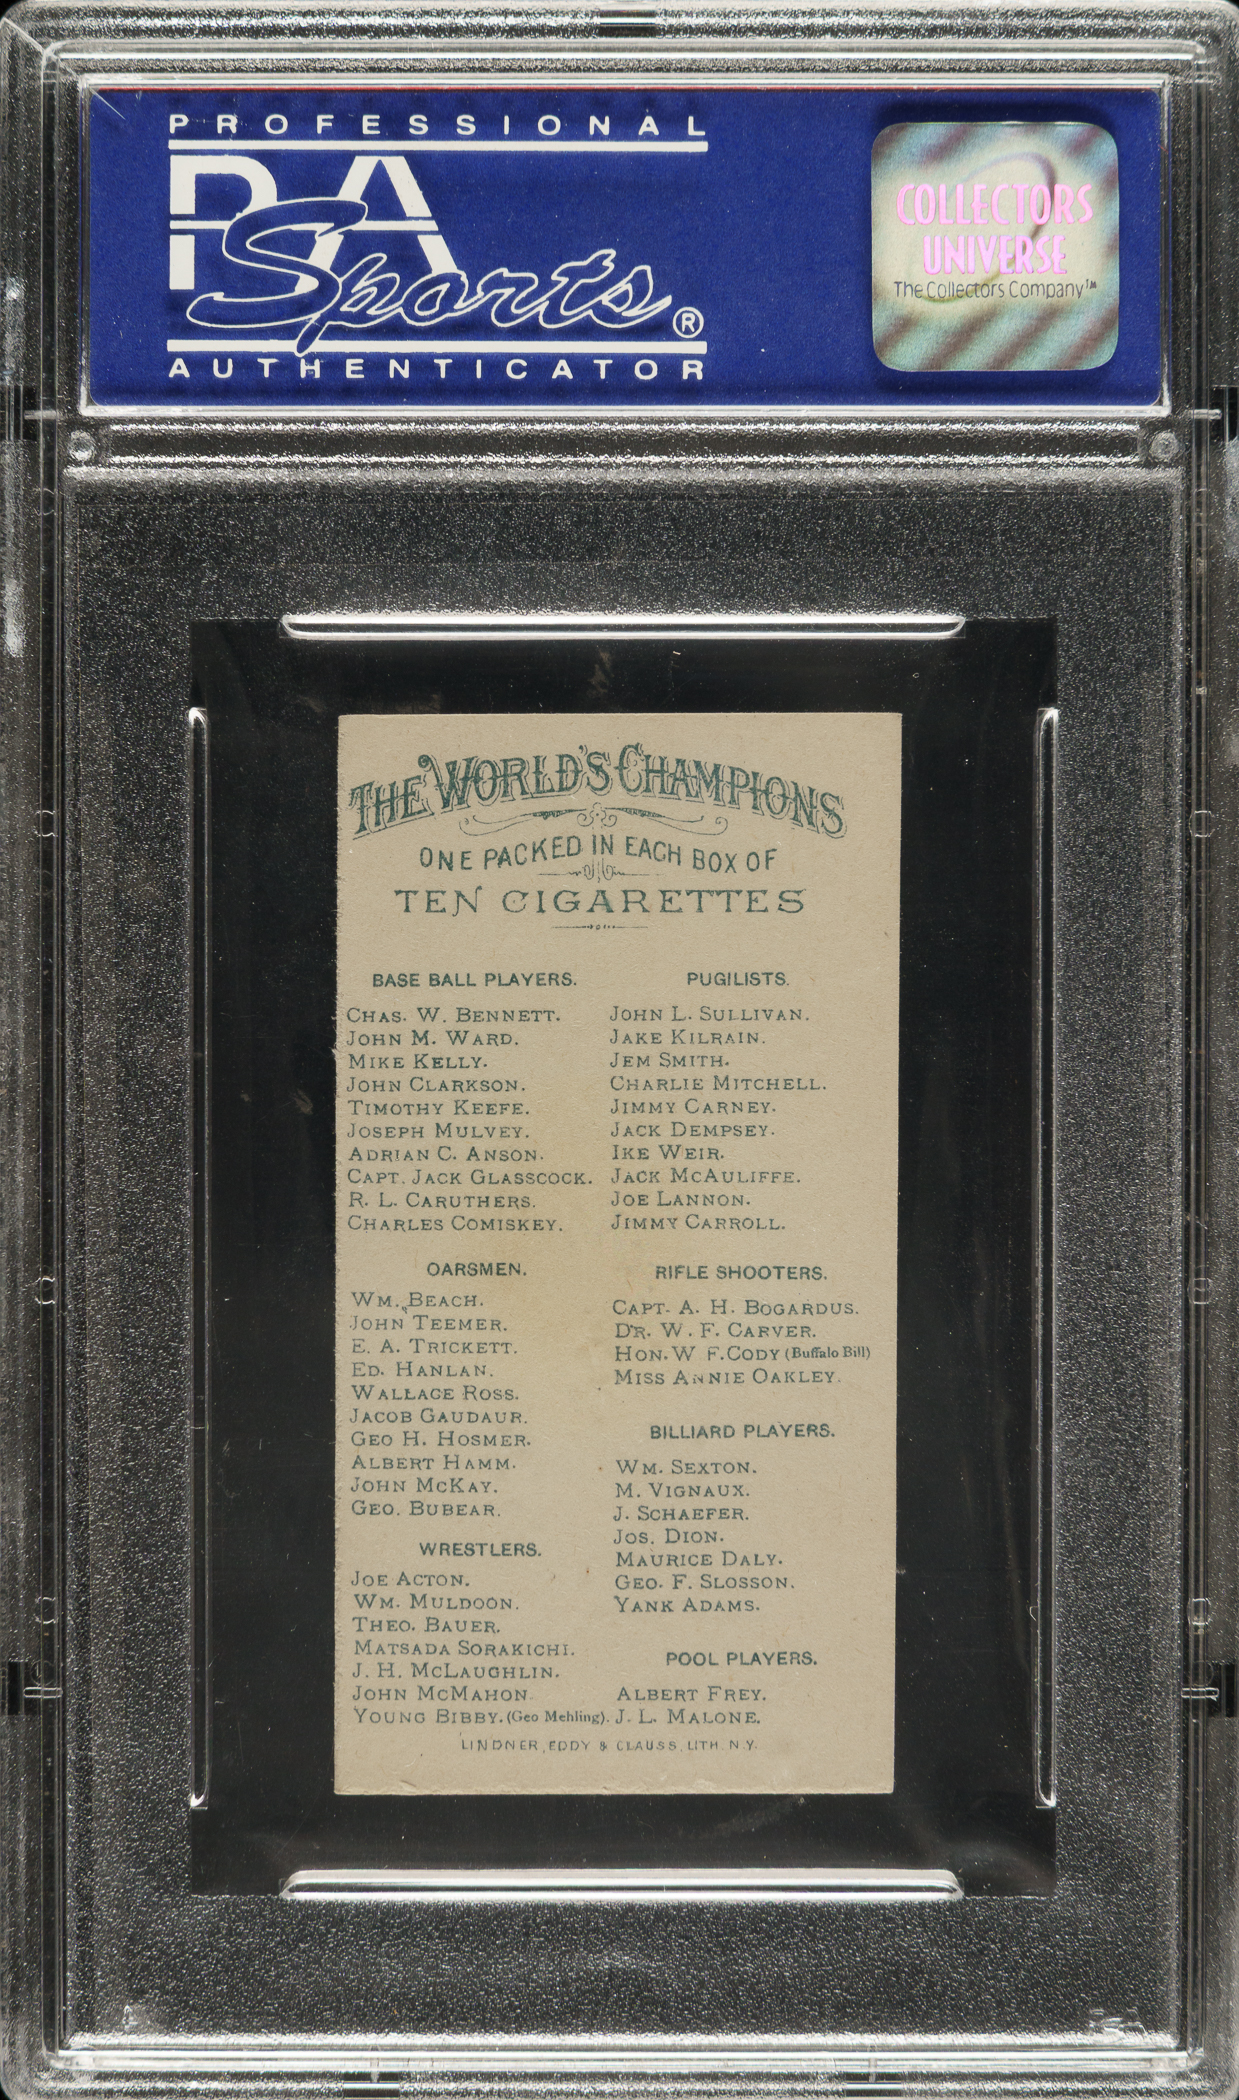 PROFESSIONAL
PSA
Sports®
AUTHENTICATOR
COLLECTORS
UNIVERSE
The Collectors Company™
THE WORLD'S CHAMPIONS
ONE PACKED IN EACH BOX OF
TEN CIGARETTES
BASE BALL PLAYERS.
CHAS. W. BENNETT.
JOHN M. WARD.
MIKE KELLY.
JOHN CLARKSON.
TIMOTHY KEEFE.
JOSEPH MULVEY.
ADRIAN C. ANSON.
CAPT. JACK GLASSCOCK.
R. L. CARUTHERS.
CHARLES COMISKEY.
OARSMEN.
WM. BEACH.
JOHN TEEMER.
E. A. TRICKETT.
ED. HANLAN.
WALLACE ROSS.
JACOB GAUDAUR.
GEO H. HOSMER.
ALBERT HAMM.
JOHN MCKAY.
GEO. BUBEAR.
WRESTLERS.
JOE ACTON.
WM. MULDOON.
THEO. BAUER.
MATSADA SORAKICHI.
J. H. MCLAUGHLIN.
JOHN MCMAHON.
YOUNG BIBBY. (Geo Mehling).
PUGILISTS.
JOHN L. SULLIVAN.
JAKE KILRAIN.
JEM SMITH.
CHARLIE MITCHELL.
JIMMY CARNEY.
JACK DEMPSEY.
IKE WEIR.
JACK MCAULIFFE.
JOE LANNON.
JIMMY CARROLL.
RIFLE SHOOTERS.
CAPT. A. H. BOGARDUS.
DR. W. F. CARVER.
HON. W F. CODY (Buffalo Bill)
MISS ANNIE OAKLEY.
BILLIARD PLAYERS.
WM. SEXTON.
M. VIGNAUX.
J. SCHAEFER.
JOS. DION.
MAURICE DALY.
GEO. F. SLOSSON.
YANK ADAMS.
POOL PLAYERS.
ALBERT FREY.
J. L. MALONE.
LINDNER, EDDY & CLAUSS, LITH. N.Y.